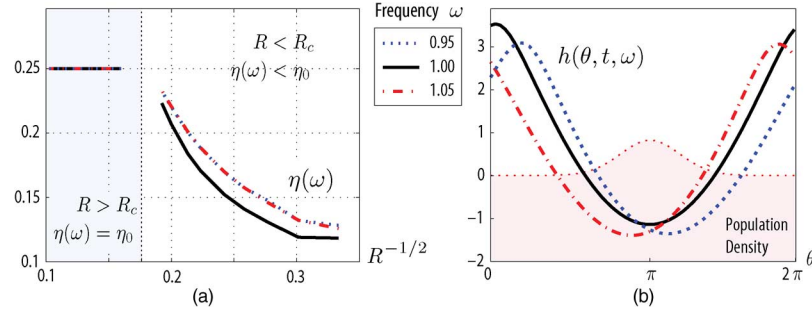 0.25
0.2
0.15
0.1
R > R_c
η(ω) = η_0
R < R_c
η(ω) < η_0
η(ω)
0.1
0.2
0.3
R^{-1/2}
(a)
Frequency ω
0.95
1.00
1.05
3
2
1
0
−1
−2
h(θ, t, ω)
Population
Density
0
π
2 π
θ
(b)